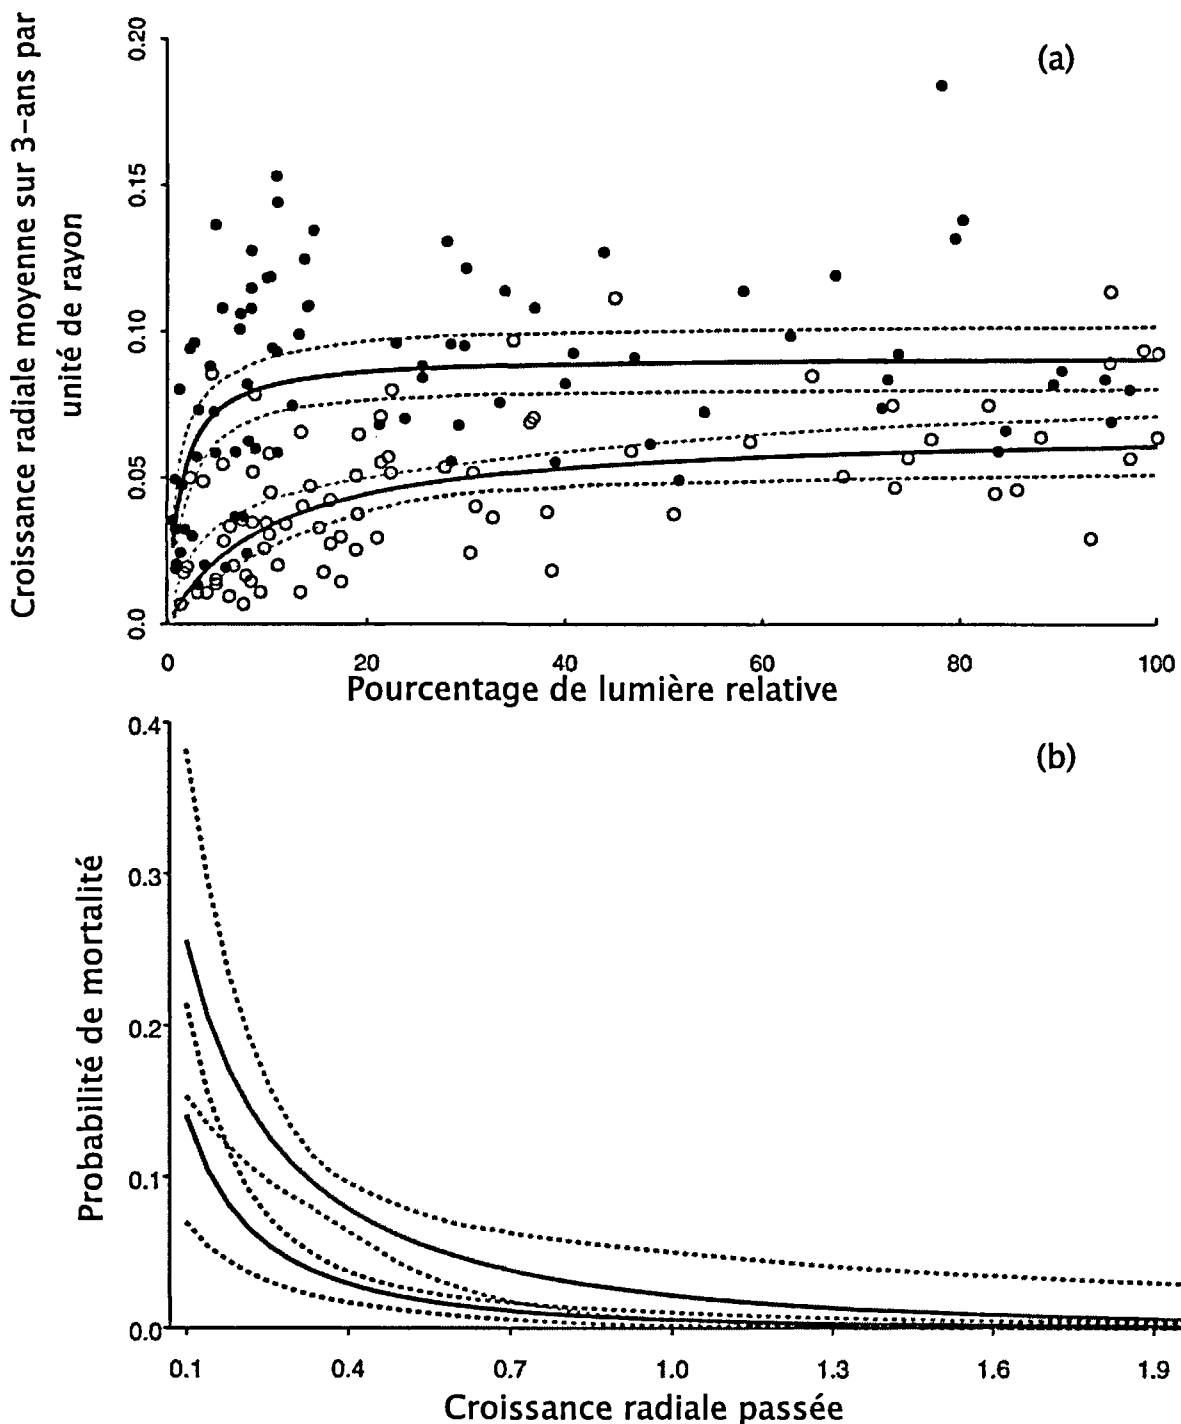 Croissance radiale moyenne sur 3-ans par
unité de rayon
(a)
0.20
0.15
0.10
0.05
0.0
0 20 40 60 80 100
Pourcentage de lumière relative
(b)
Probabilité de mortalité
0.4
0.3
0.2
0.1
0.0
0.1 0.4 0.7 1.0 1.3 1.6 1.9
Croissance radiale passée